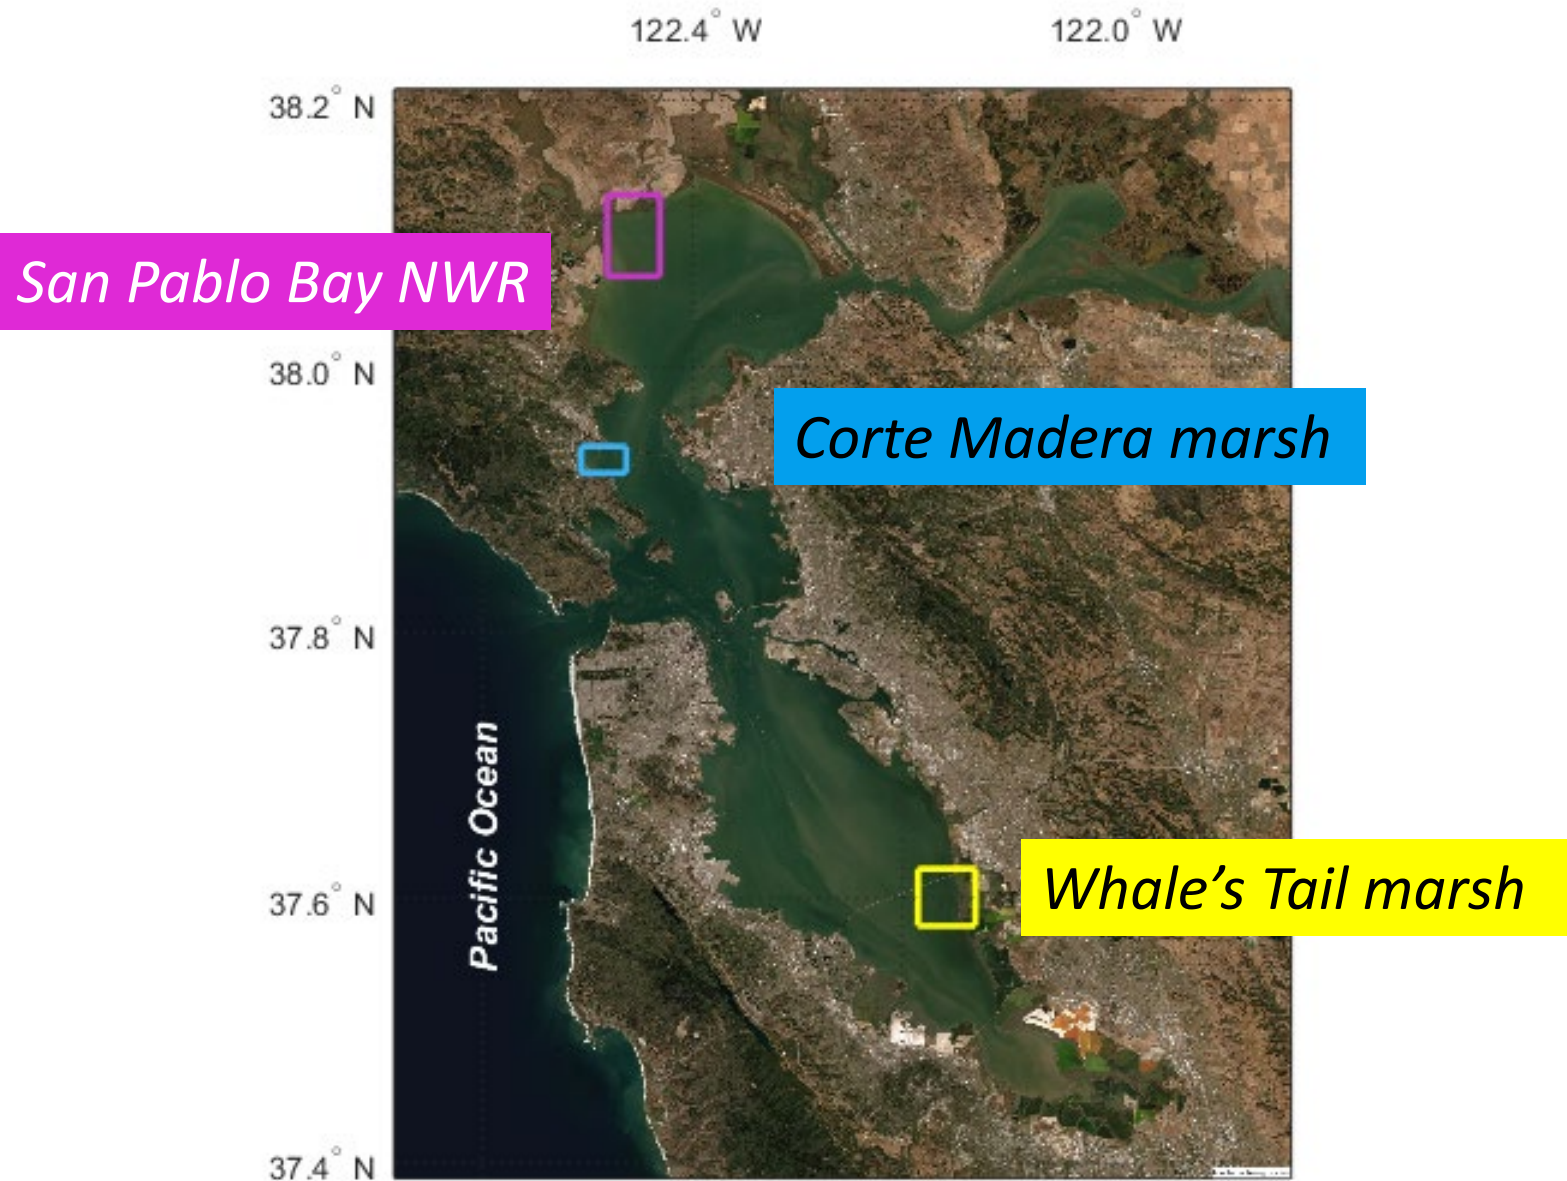 122.4° W
122.0° W
38.2° N
San Pablo Bay NWR
38.0° N
Corte Madera marsh
37.8° N
Pacific Ocean
Whale’s Tail marsh
37.6° N
37.4° N